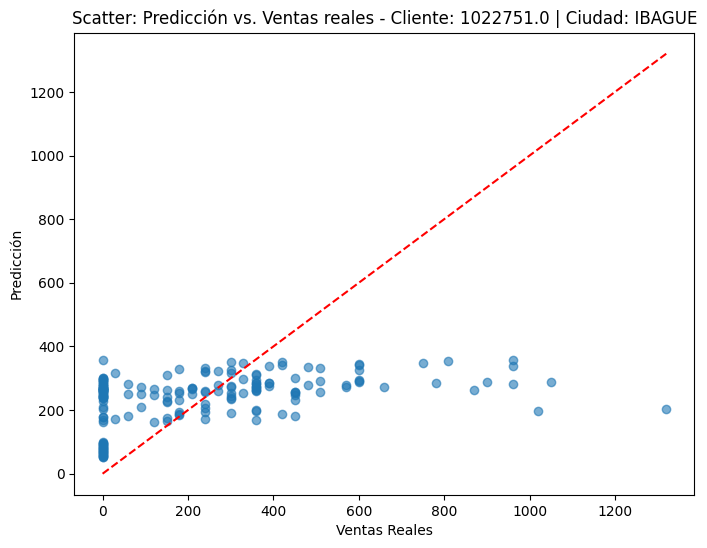 Scatter: Predicción vs. Ventas reales - Cliente: 1022751.0 | Ciudad: IBAGUE
1200
1000
800
600
400
200
0
Predicción
0 200 400 600 800 1000 1200
Ventas Reales